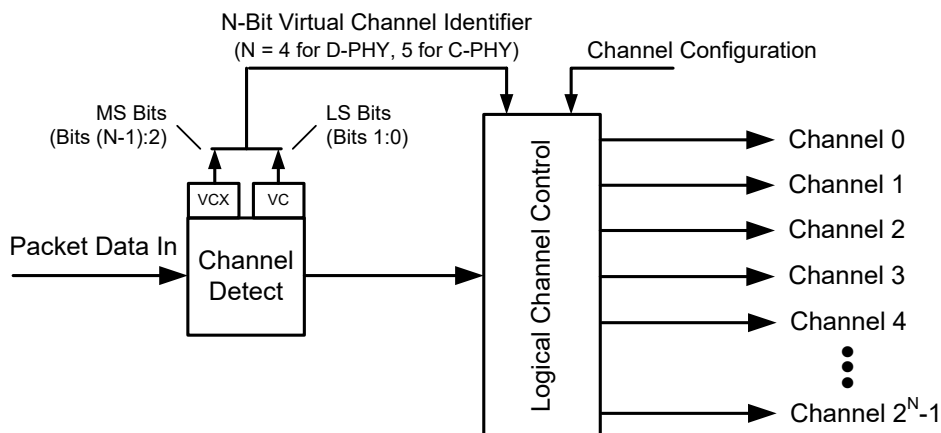 N-Bit Virtual Channel Identifier
(N = 4 for D-PHY, 5 for C-PHY)
Channel Configuration
MS Bits
(Bits (N-1):2)
LS Bits
(Bits 1:0)
VCX
VC
Packet Data In
Channel
Detect
Logical Channel Control
Channel 0
Channel 1
Channel 2
Channel 3
Channel 4
Channel 2^N-1